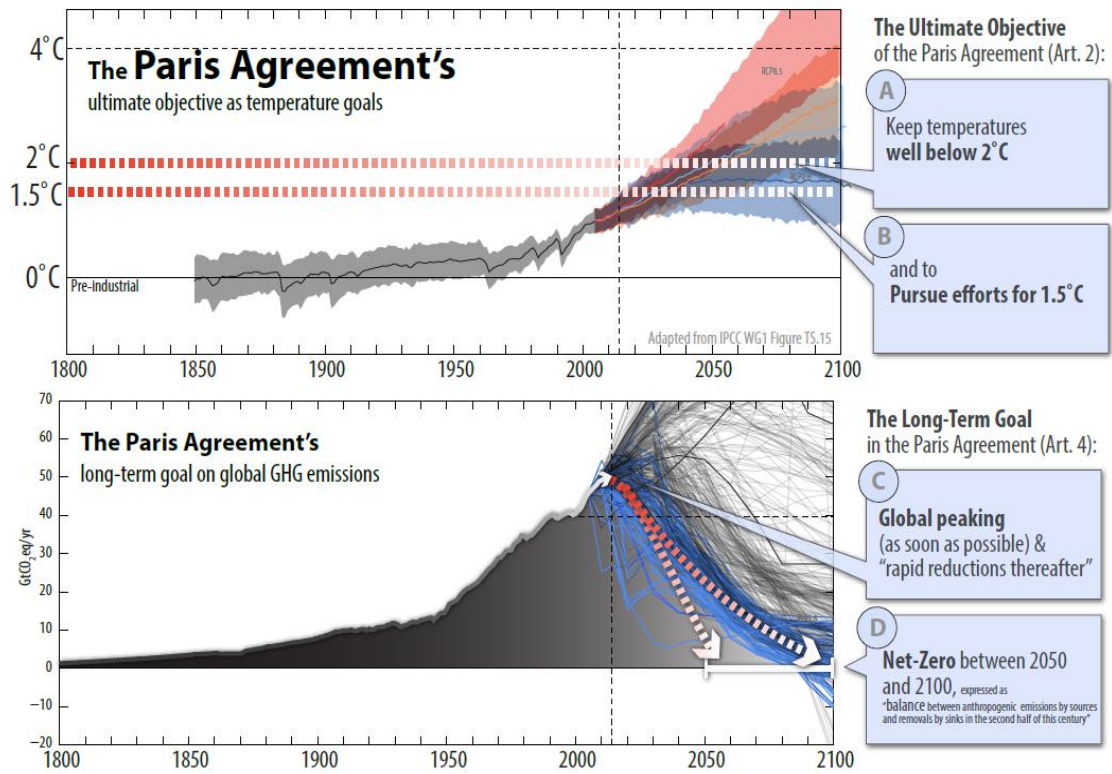 4°C
2°C
1.5°C
0°C
The Paris Agreement's
ultimate objective as temperature goals
RCP8.5
Pre-industrial
Adapted from IPCC WG1 Figure TS.15
1800
1850
1900
1950
2000
2050
2100
The Ultimate Objective
of the Paris Agreement (Art. 2):
A
Keep temperatures
well below 2°C
B
and to
Pursue efforts for 1.5°C
70
60
50
40
30
20
10
0
−10
−20
GtCO2eq/yr
The Paris Agreement's
long-term goal on global GHG emissions
1800
1850
1900
1950
2000
2050
2100
The Long-Term Goal
in the Paris Agreement (Art. 4):
C
Global peaking
(as soon as possible) &
"rapid reductions thereafter"
D
Net-Zero between 2050
and 2100, expressed as
"balance between anthropogenic emissions by sources
and removals by sinks in the second half of this century"